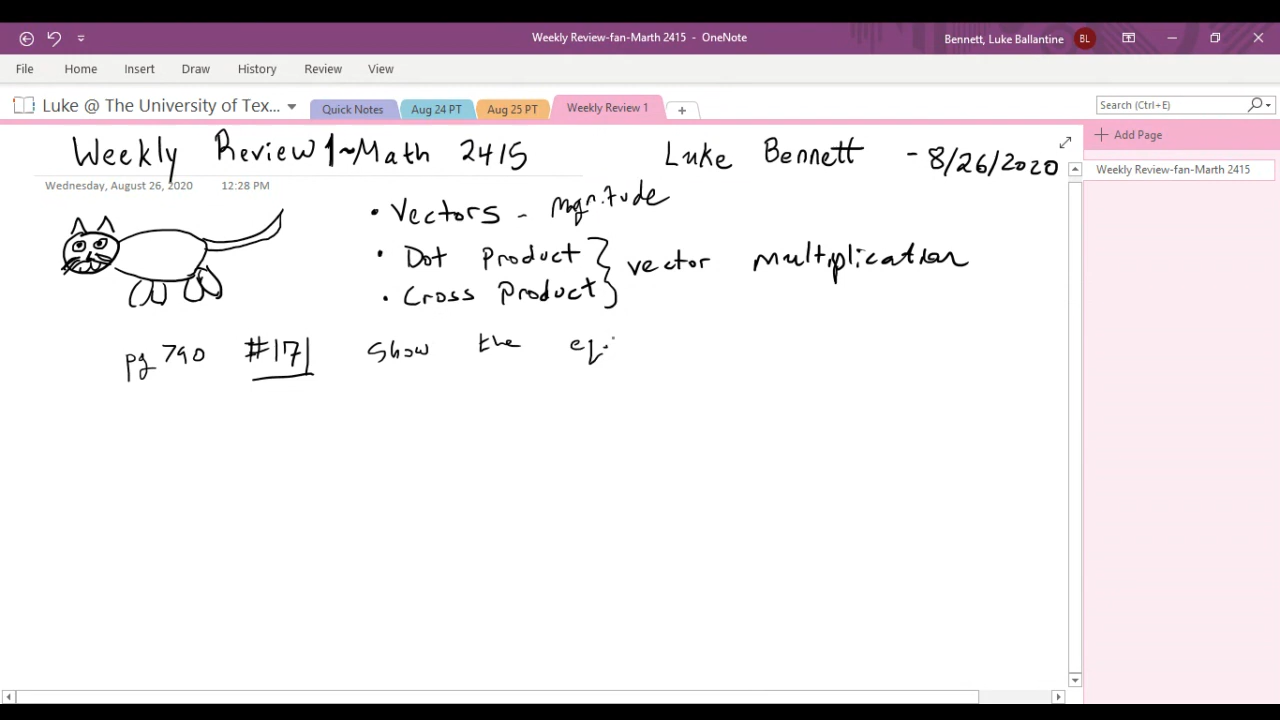 Weekly Review-fan-Marth 2415 - OneNote
Bennett, Luke Ballantine BL
File Home Insert Draw History Review View
Luke @ The University of Tex... Quick Notes Aug 24 PT Aug 25 PT Weekly Review 1 +
Search (Ctrl+E)
Add Page
Weekly Review-fan-Marth 2415
Weekly Review 1~Math 2415 Luke Bennett - 8/26/2020
Wednesday, August 26, 2020 12:28 PM
• Vectors - magnitude
• Dot Product
• Cross Product } vector multiplication
pg 790 #17 | Show the eq